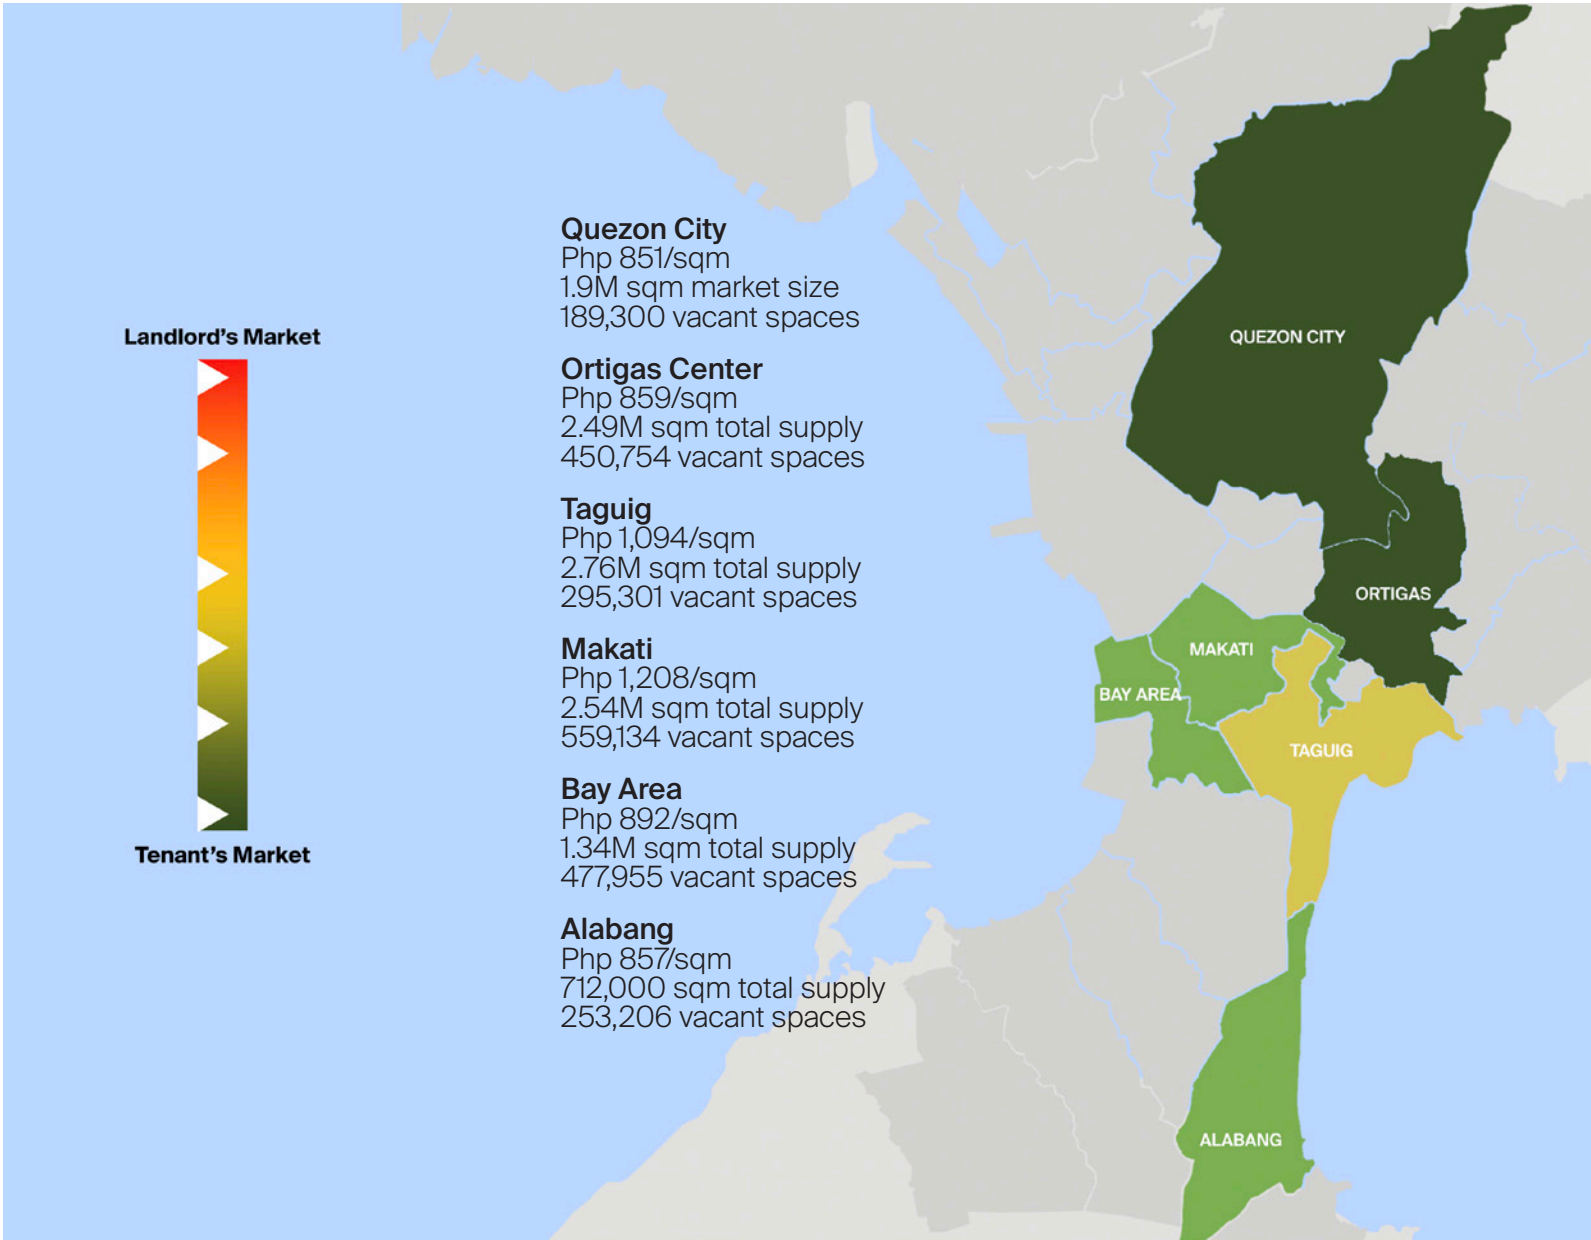 Landlord's Market
Tenant's Market
Quezon City
Php 851/sqm
1.9M sqm market size
189,300 vacant spaces
Ortigas Center
Php 859/sqm
2.49M sqm total supply
450,754 vacant spaces
Taguig
Php 1,094/sqm
2.76M sqm total supply
295,301 vacant spaces
Makati
Php 1,208/sqm
2.54M sqm total supply
559,134 vacant spaces
Bay Area
Php 892/sqm
1.34M sqm total supply
477,955 vacant spaces
Alabang
Php 857/sqm
712,000 sqm total supply
253,206 vacant spaces
QUEZON CITY
ORTIGAS
MAKATI
BAY AREA
TAGUIG
ALABANG